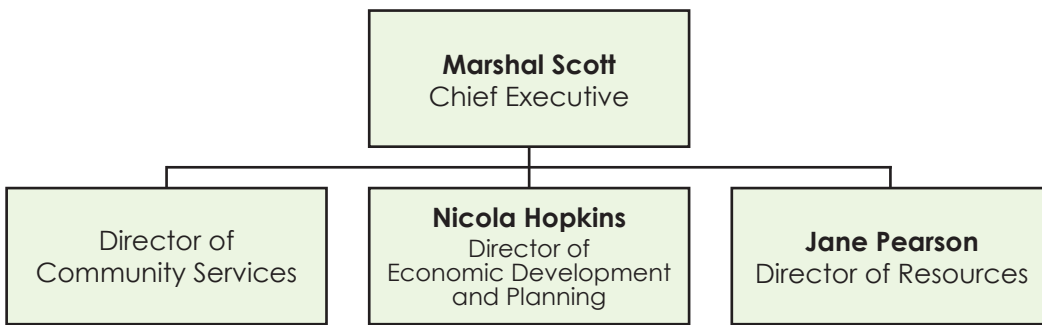 Marshal Scott
Chief Executive
Director of
Community Services
Nicola Hopkins
Director of
Economic Development
and Planning
Jane Pearson
Director of Resources